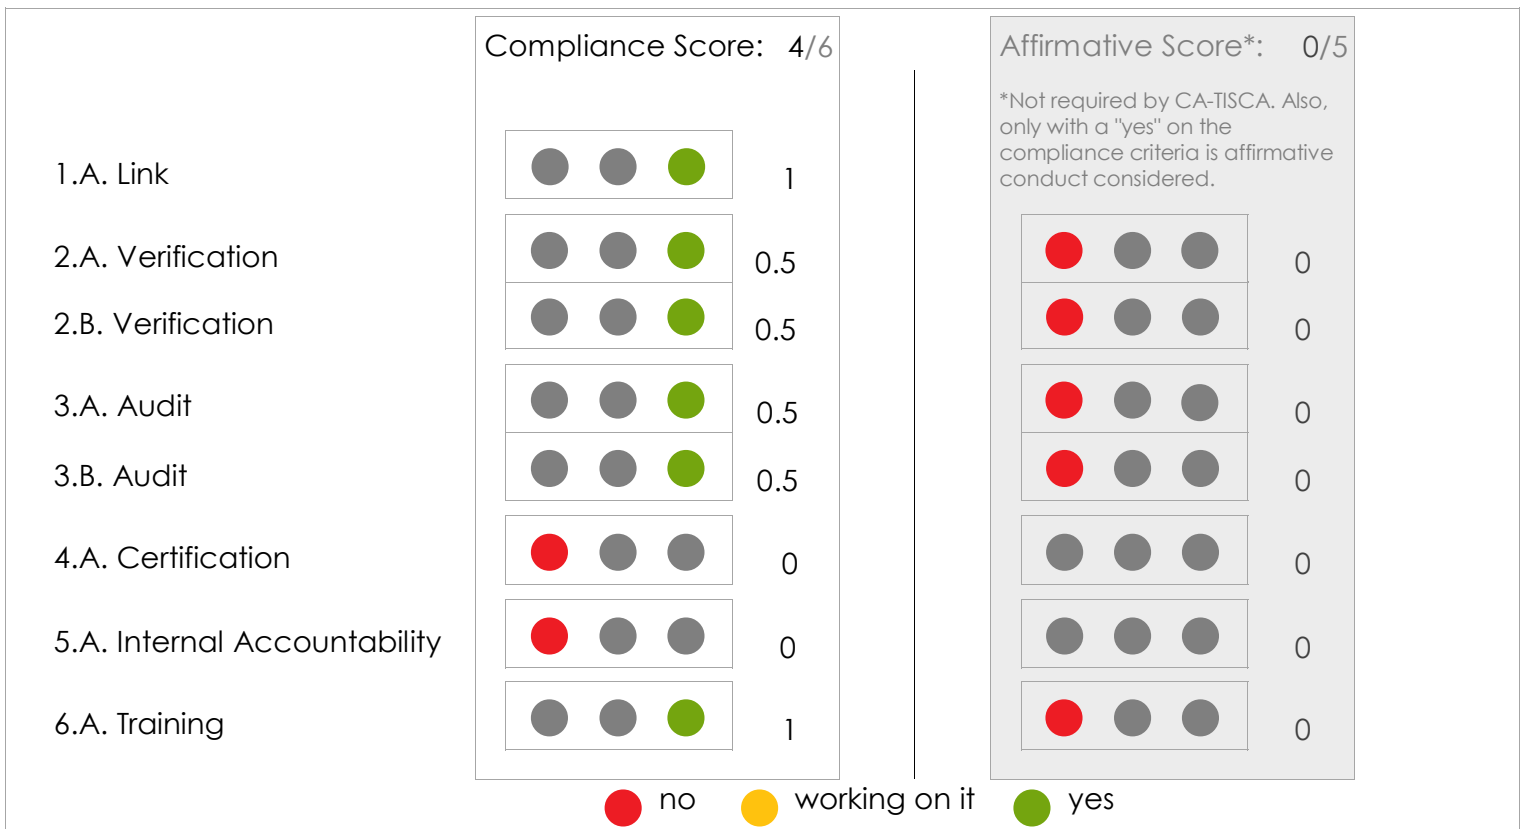 Compliance Score: 4/6
Affirmative Score*: 0/5
*Not required by CA-TISCA. Also,
only with a "yes" on the
compliance criteria is affirmative
conduct considered.
1.A. Link 1
2.A. Verification 0.5 0
2.B. Verification 0.5 0
3.A. Audit 0.5 0
3.B. Audit 0.5 0
4.A. Certification 0 0
5.A. Internal Accountability 0 0
6.A. Training 1 0
no working on it yes